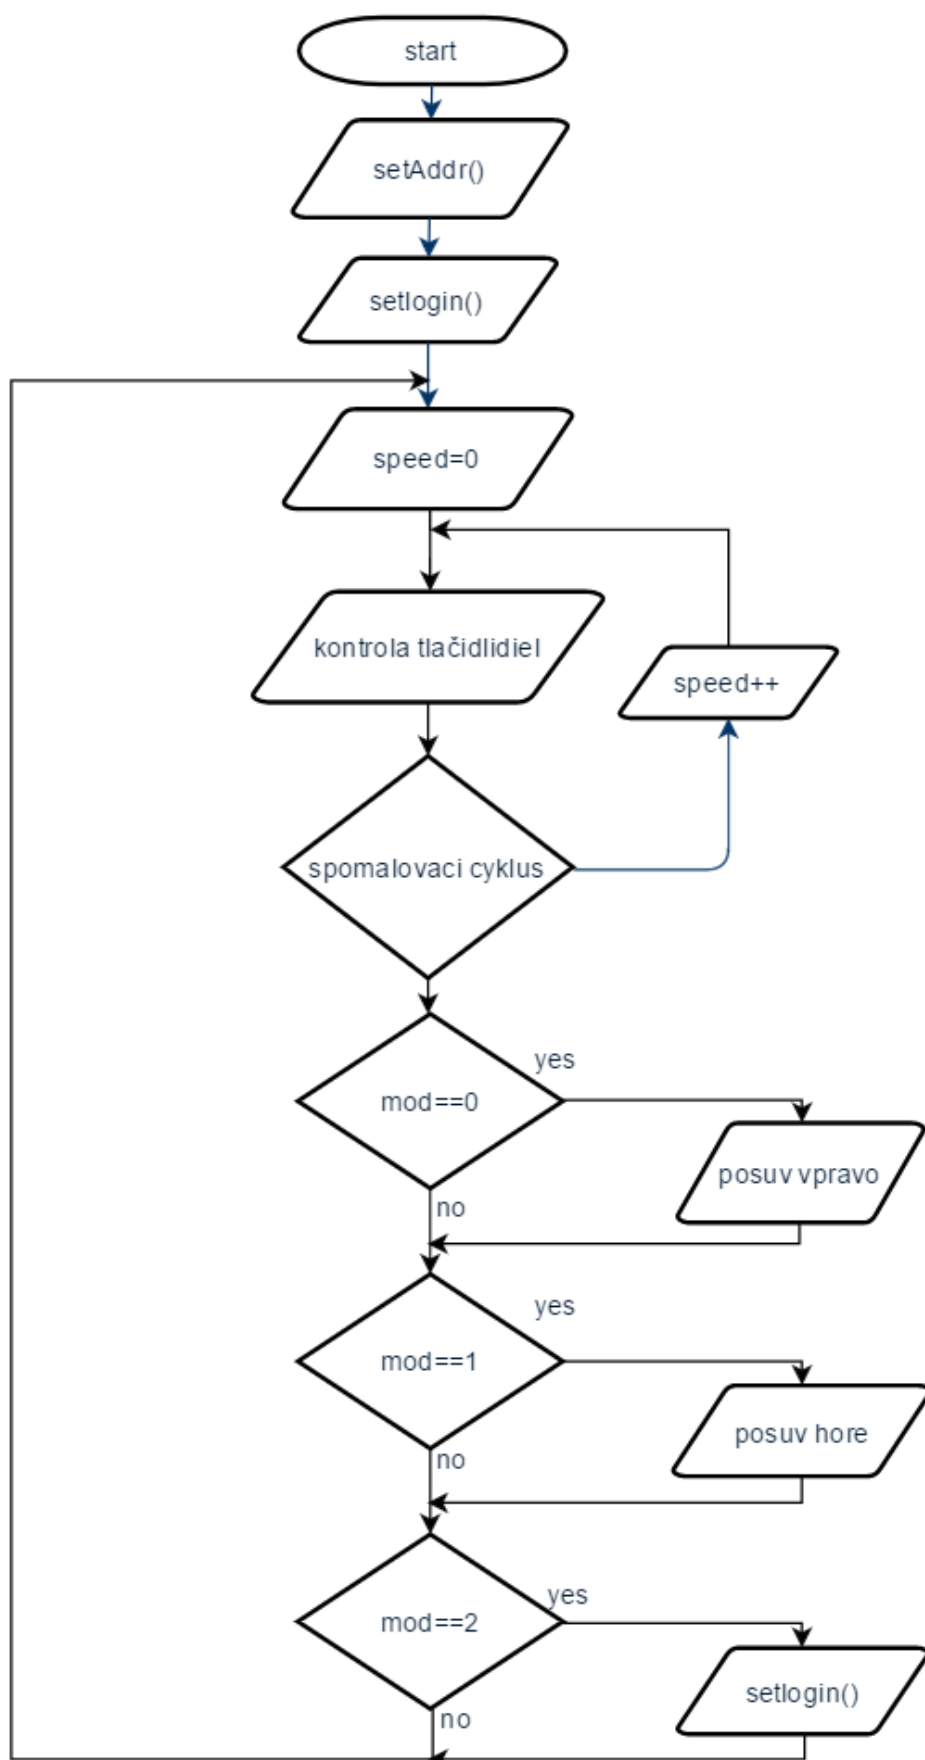 start
setAddr()
setlogin()
speed=0
kontrola tlačidlidiel
speed++
spomalovaci cyklus
yes
mod==0
posuv vpravo
no
yes
mod==1
posuv hore
no
yes
mod==2
setlogin()
no